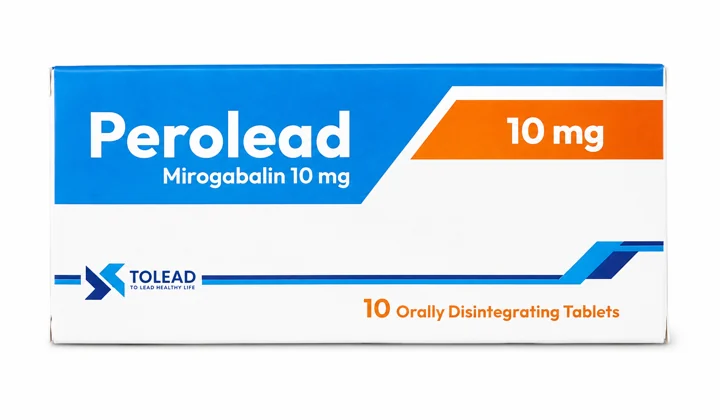 Perolead
Mirogabalin 10 mg
10 mg
TOLEAD
TO LEAD HEALTHY LIFE
10 Orally Disintegrating Tablets